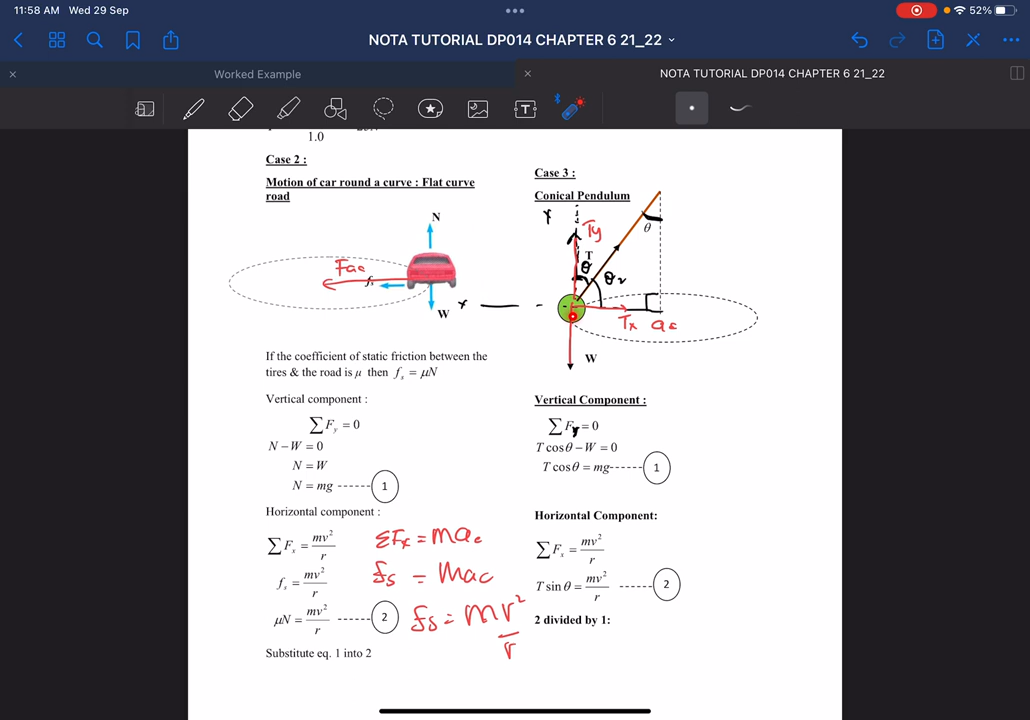 11:58 AM Wed 29 Sep
52%
NOTA TUTORIAL DP014 CHAPTER 6 21_22
Worked Example
NOTA TUTORIAL DP014 CHAPTER 6 21_22
1.0
Case 2 :
Motion of car round a curve : Flat curve
road
N
Fac
fs
W
If the coefficient of static friction between the
tires & the road is μ then fs = μN
Vertical component :
∑Fy = 0
N – W = 0
N = W
N = mg ------ 1
Horizontal component :
∑Fx = mv²/r
ΣFx = mac
fs = mv²/r
fs = mac
μN = mv²/r ------ 2
fs = mv²/r
Substitute eq. 1 into 2
Case 3 :
Conical Pendulum
Y
Ty
θ
T
θ
θ2
x
Tx ac
W
Vertical Component :
∑Fy = 0
T cos θ – W = 0
T cos θ = mg ------ 1
Horizontal Component:
∑Fx = mv²/r
T sin θ = mv²/r ------ 2
2 divided by 1: